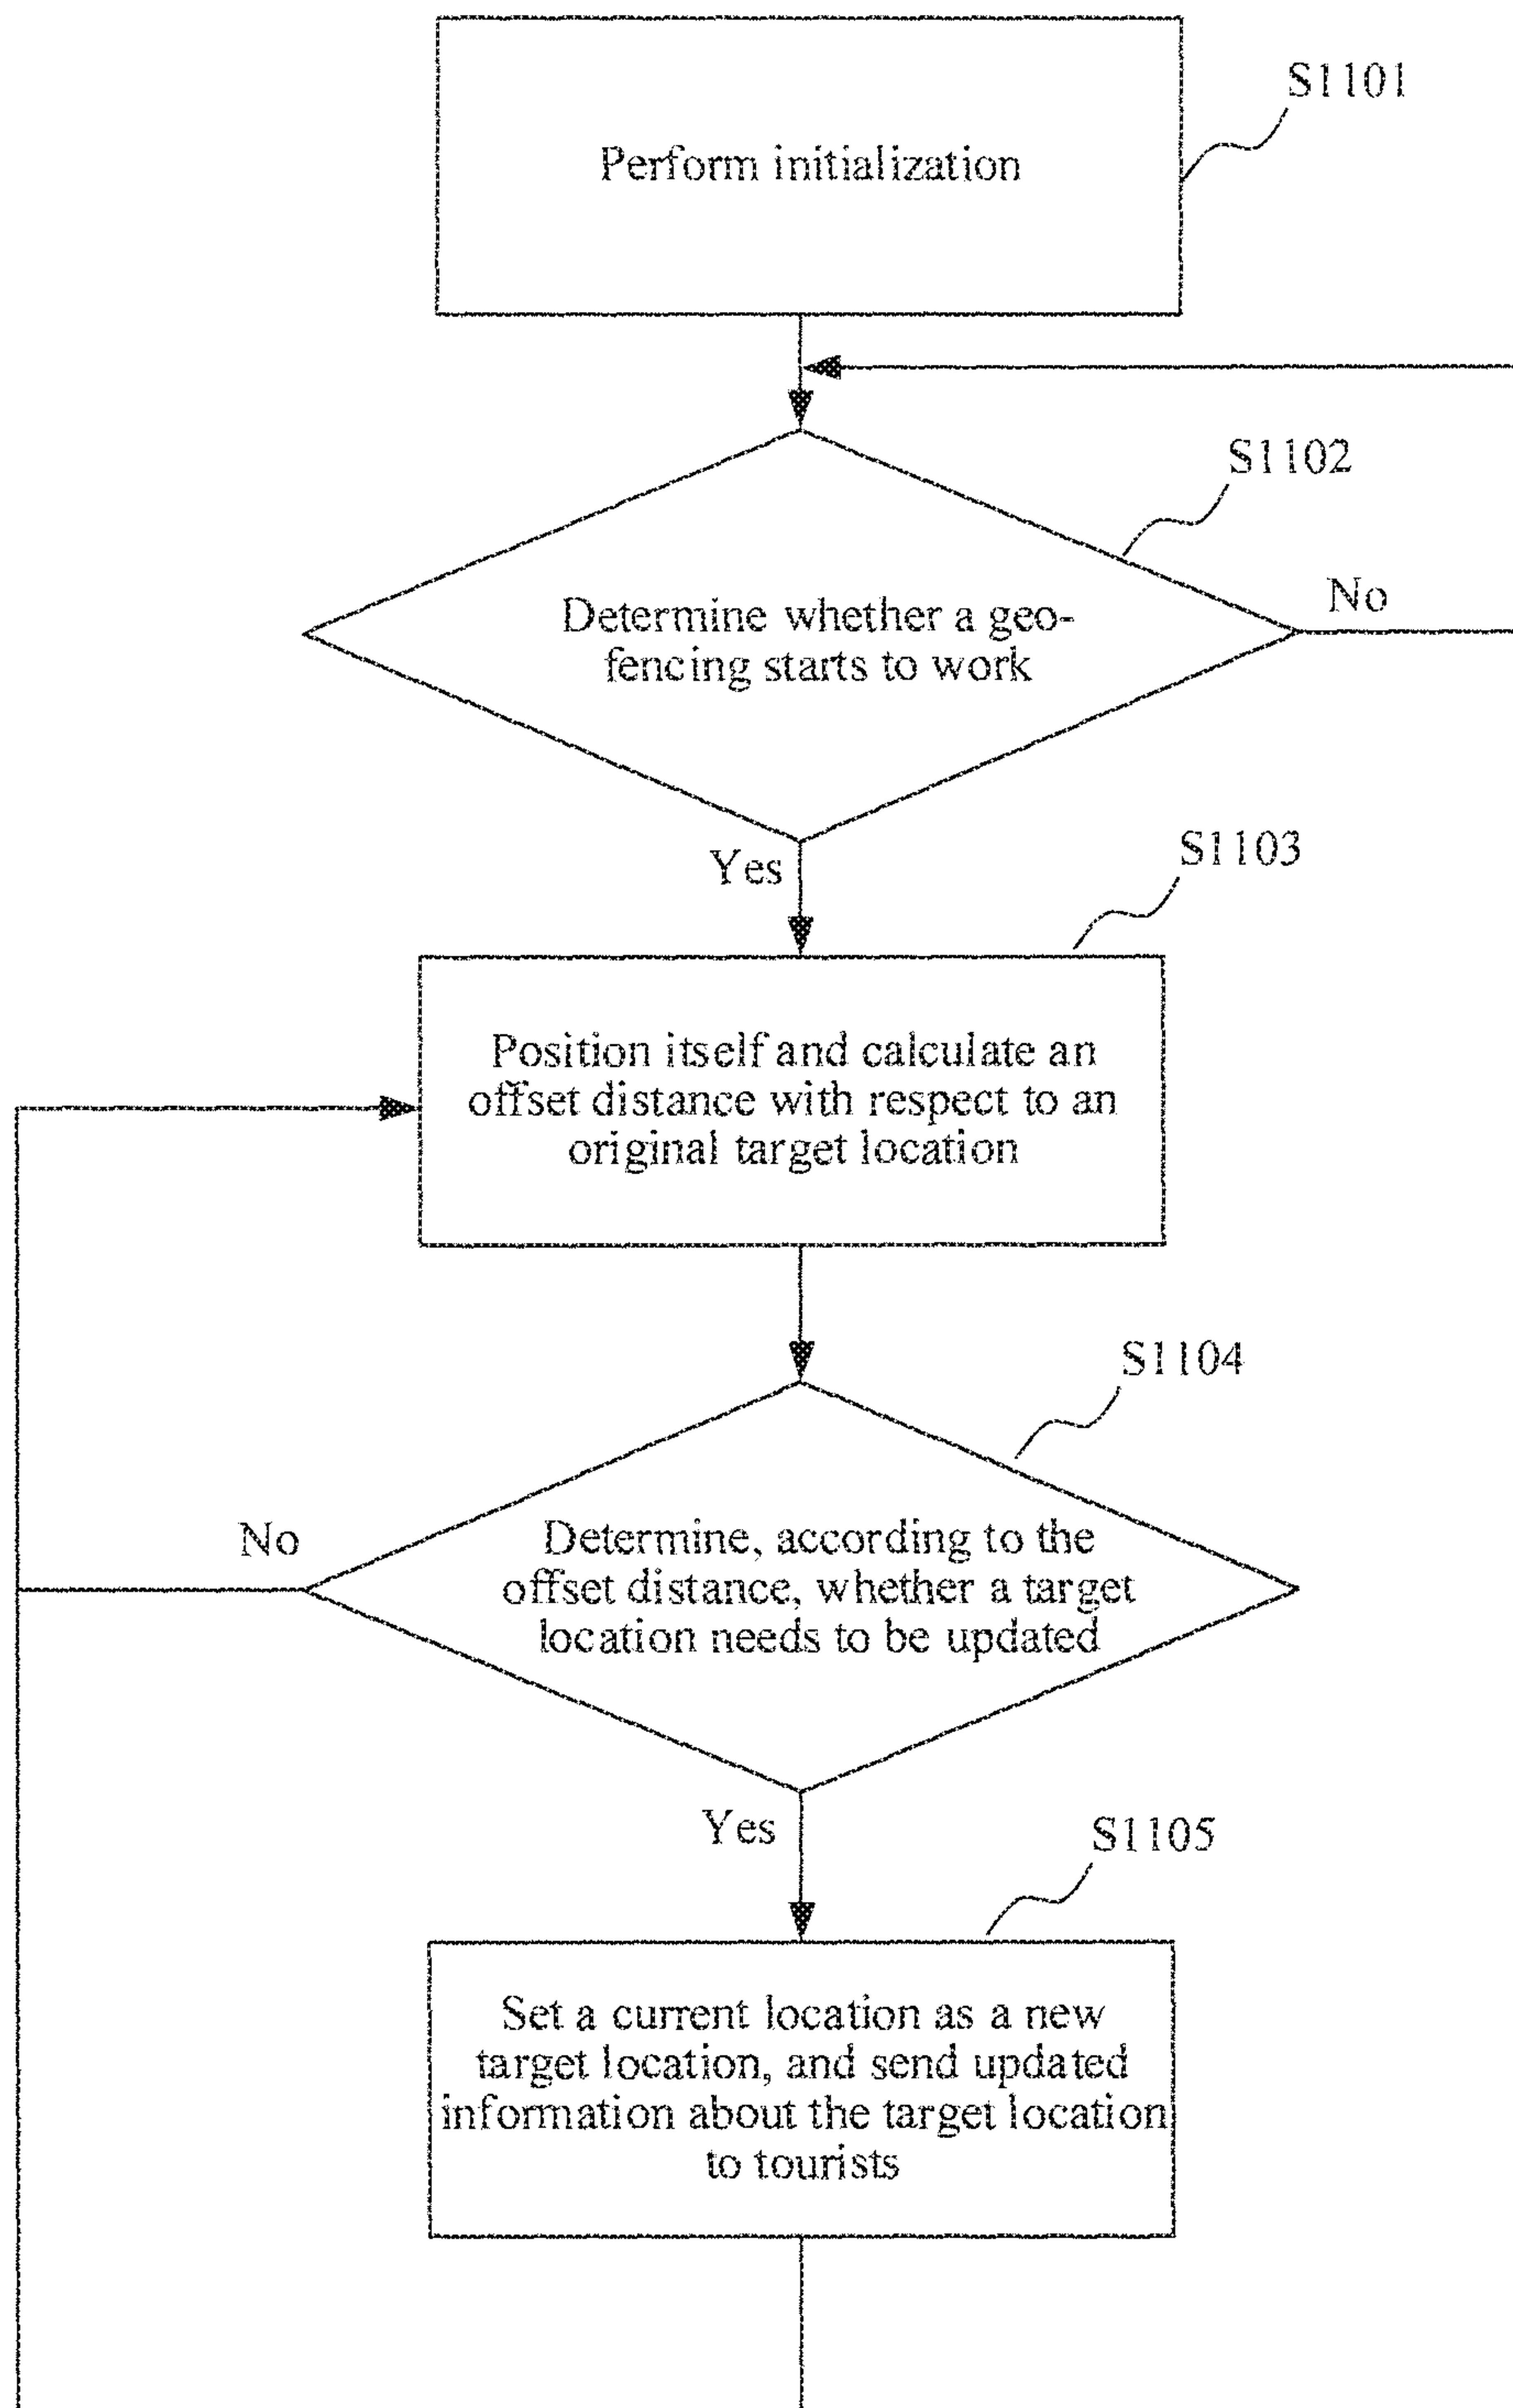 S1101
Perform initialization
S1102
No
Determine whether a geo-
fencing starts to work
Yes
S1103
Position itself and calculate an
offset distance with respect to an
original target location
S1104
No
Determine, according to the
offset distance, whether a target
location needs to be updated
Yes
S1105
Set a current location as a new
target location, and send updated
information about the target location
to tourists